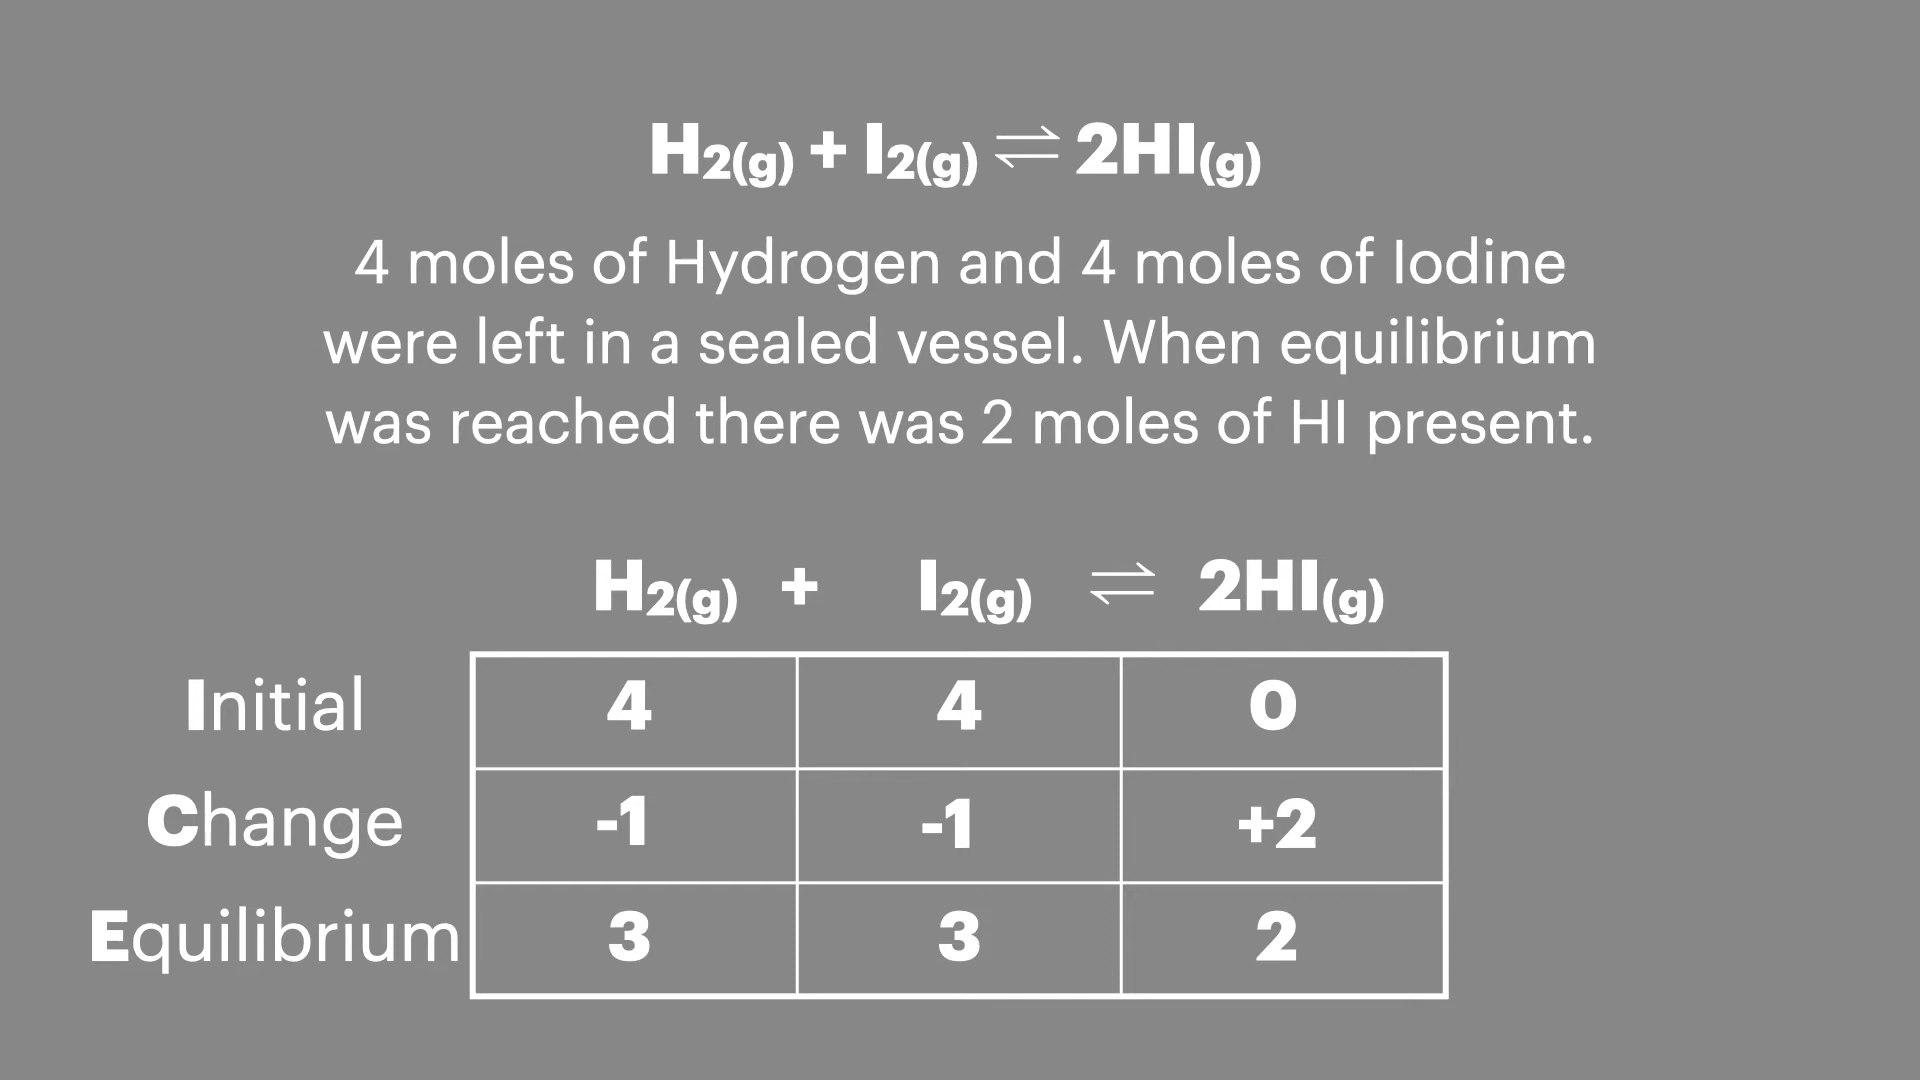 H2(g) + I2(g) ⇌ 2HI(g)
4 moles of Hydrogen and 4 moles of Iodine
were left in a sealed vessel. When equilibrium
was reached there was 2 moles of HI present.
H2(g) + I2(g) ⇌ 2HI(g)
Initial 4 4 0
Change -1 -1 +2
Equilibrium 3 3 2